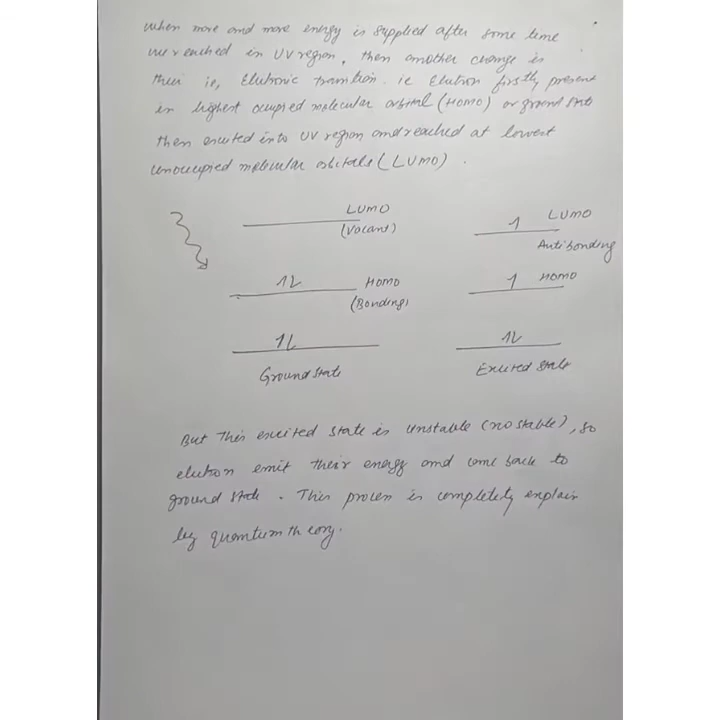 when more and more energy is supplied after some time
we reached in UV region, then another change is
their ie, Elutronic transition. ie Elutron firstly present
in highest occupied molecular orbital (HOMO) or ground state
then excited into UV region and reached at lowest
unoccupied molecular orbitals (LUMO).
LUMO
(Vacant)
1 LUMO
Antibonding
1L HOMO
(Bonding)
1 HOMO
1L
1L
Ground state
Excited state
But this excited state is unstable (no stable), so
elutron emit their energy and come back to
ground state. This process is completely explain
by quantum theory.